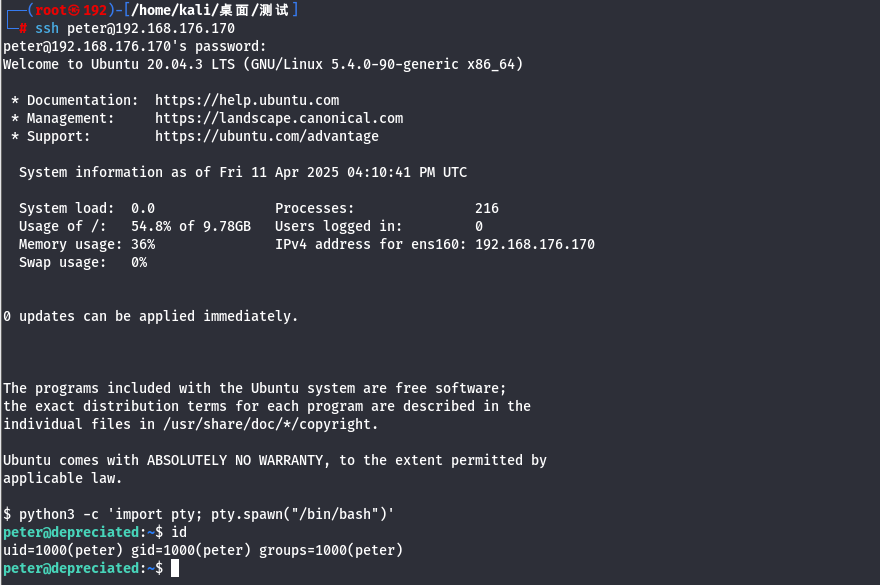 ┌──(root㉿192)-[/home/kali/桌面/测试]
└─# ssh peter@192.168.176.170
peter@192.168.176.170's password:
Welcome to Ubuntu 20.04.3 LTS (GNU/Linux 5.4.0-90-generic x86_64)
* Documentation:  https://help.ubuntu.com
* Management:     https://landscape.canonical.com
* Support:        https://ubuntu.com/advantage
System information as of Fri 11 Apr 2025 04:10:41 PM UTC
System load:  0.0               Processes:               216
Usage of /:   54.8% of 9.78GB   Users logged in:         0
Memory usage: 36%               IPv4 address for ens160: 192.168.176.170
Swap usage:   0%
0 updates can be applied immediately.
The programs included with the Ubuntu system are free software;
the exact distribution terms for each program are described in the
individual files in /usr/share/doc/*/copyright.
Ubuntu comes with ABSOLUTELY NO WARRANTY, to the extent permitted by
applicable law.
$ python3 -c 'import pty; pty.spawn("/bin/bash")'
peter@depreciated:~$ id
uid=1000(peter) gid=1000(peter) groups=1000(peter)
peter@depreciated:~$